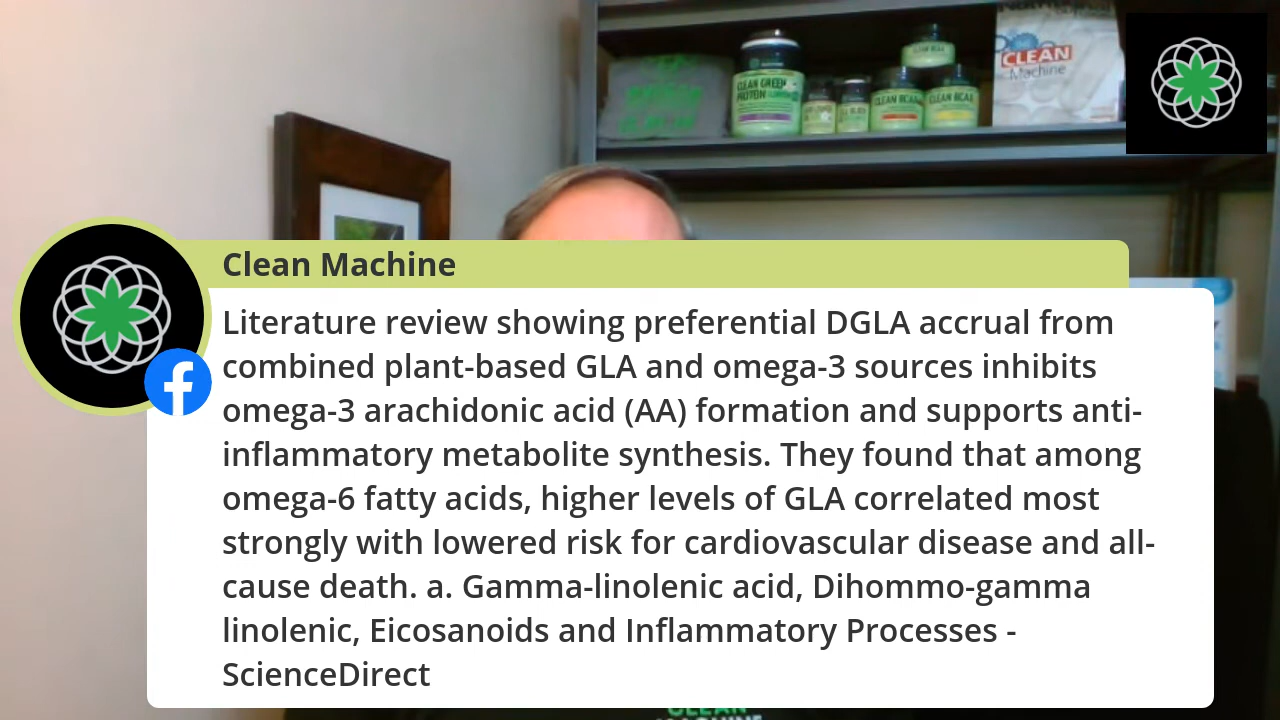 CLEAN GREEN
PROTEIN
CLEAN BCAA
CLEAN BCAA
CLEAN
Machine
Clean Machine
Literature review showing preferential DGLA accrual from
combined plant-based GLA and omega-3 sources inhibits
omega-3 arachidonic acid (AA) formation and supports anti-
inflammatory metabolite synthesis. They found that among
omega-6 fatty acids, higher levels of GLA correlated most
strongly with lowered risk for cardiovascular disease and all-
cause death. a. Gamma-linolenic acid, Dihommo-gamma
linolenic, Eicosanoids and Inflammatory Processes -
ScienceDirect
CLEAN
MACHINE